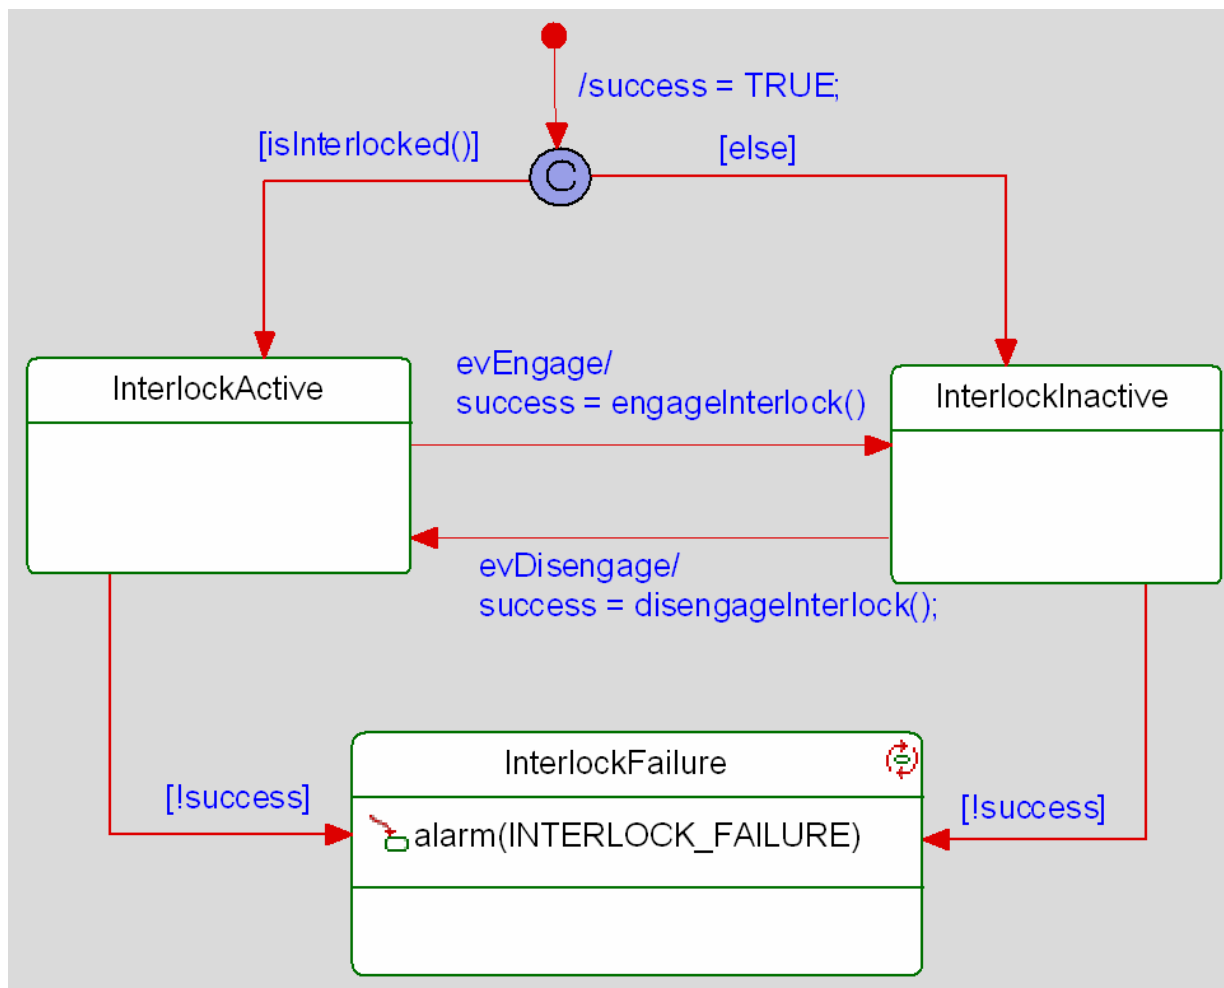 /success = TRUE;
[isInterlocked()]
[else]
C
InterlockActive
evEngage/
success = engageInterlock()
InterlockInactive
evDisengage/
success = disengageInterlock();
InterlockFailure
[!success]
alarm(INTERLOCK_FAILURE)
[!success]